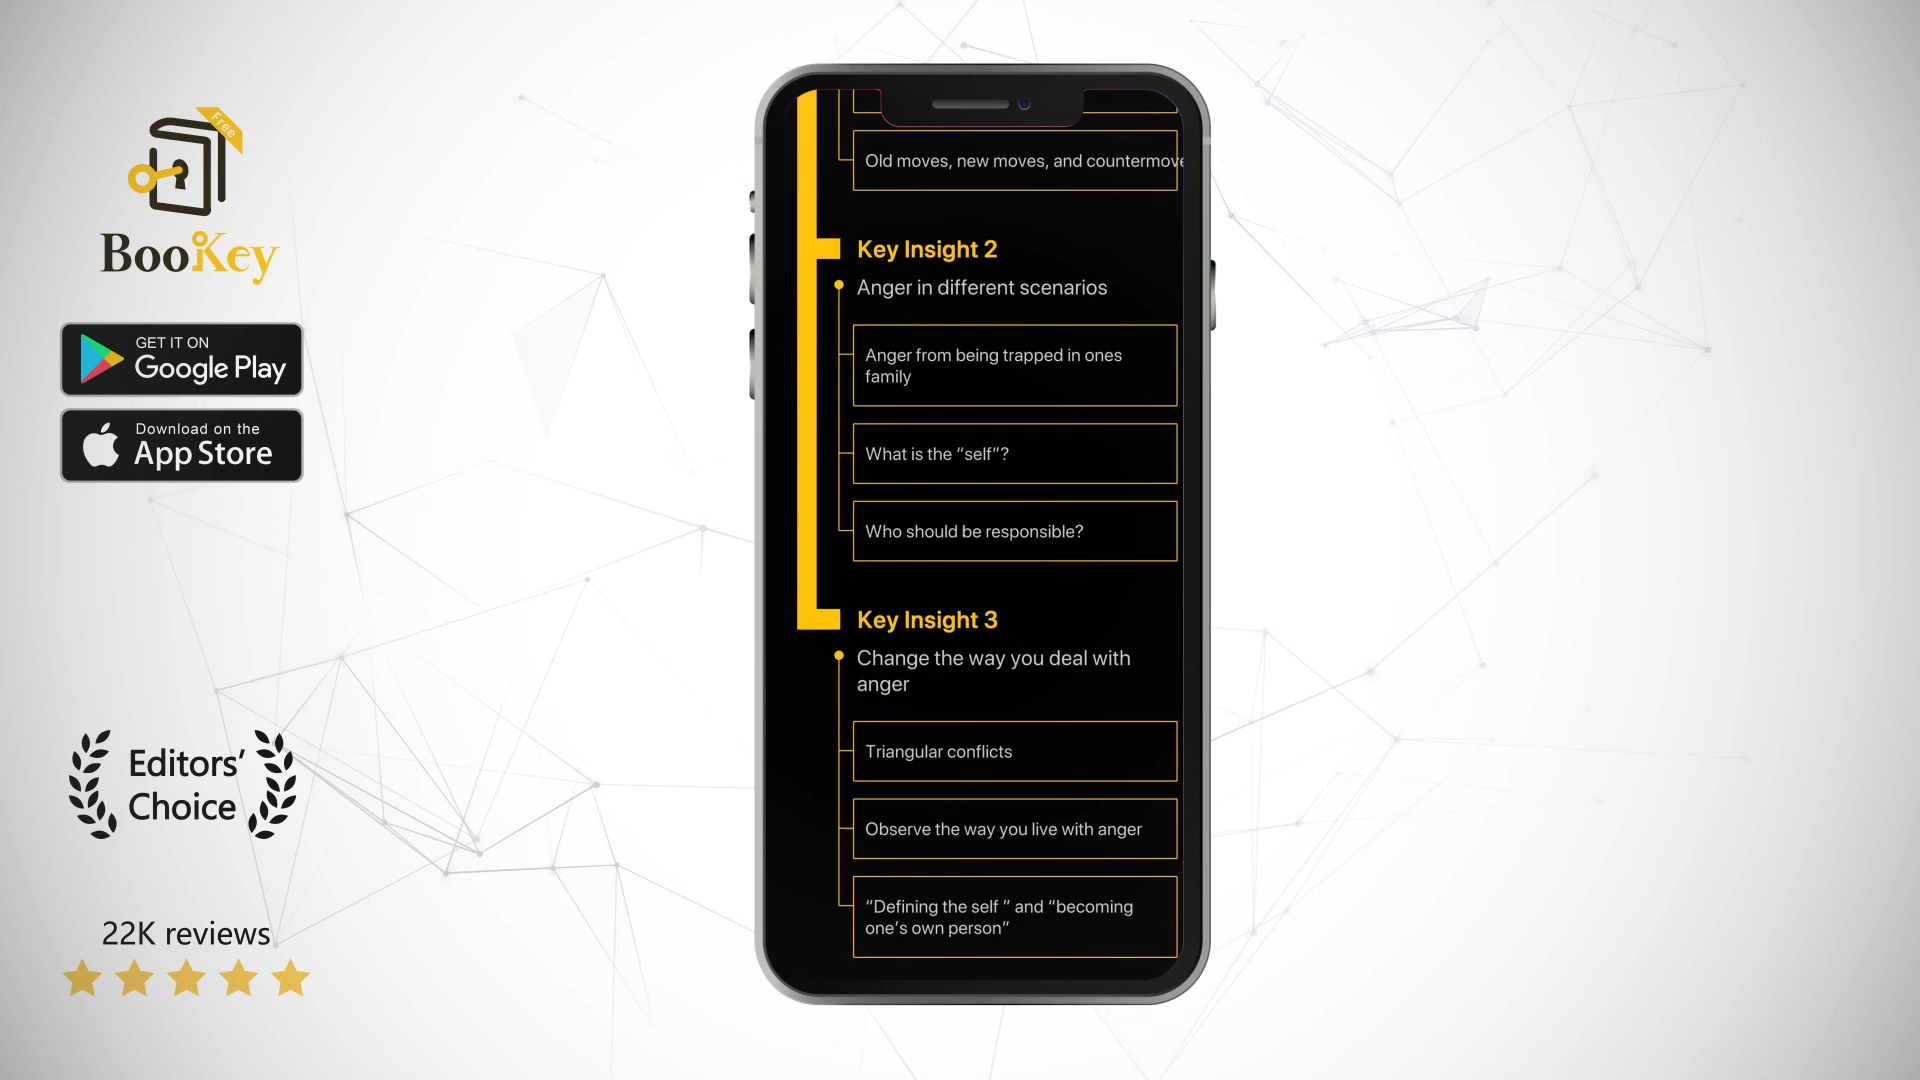 Free
BooKey
GET IT ON
Google Play
Download on the
App Store
Editors’
Choice
22K reviews
Old moves, new moves, and countermove
Key Insight 2
Anger in different scenarios
Anger from being trapped in ones
family
What is the “self”?
Who should be responsible?
Key Insight 3
Change the way you deal with
anger
Triangular conflicts
Observe the way you live with anger
“Defining the self ” and “becoming
one’s own person”